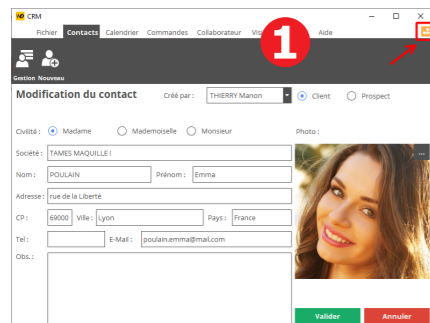 CRM
Fichier Contacts Calendrier Commandes Collaborateur Aide
1
Gestion Nouveau
Modification du contact Créé par : THIERRY Manon Client Prospect
Civilité : Madame Mademoiselle Monsieur Photo :
Société : TAMES MAQUILLE !
Nom : POULAIN Prénom : Emma
Adresse : rue de la Liberté
CP : 69000 Ville : Lyon Pays : France
Tel : E-Mail : poulain.emma@mail.com
Obs. :
Valider Annuler